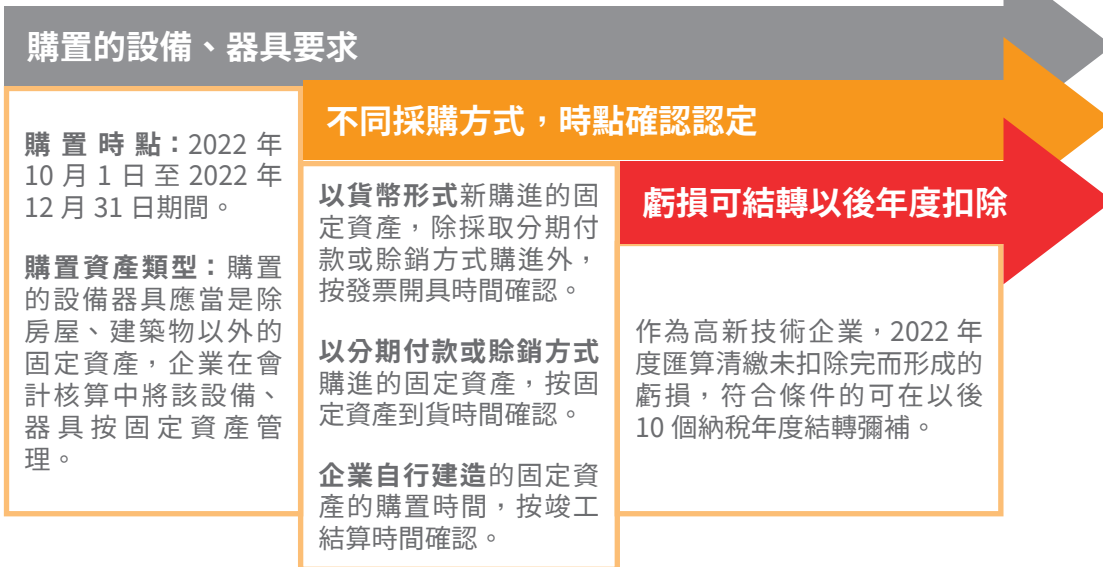 購置的設備、器具要求
購置時點：2022 年
10 月 1 日 至 2022 年
12 月 31 日期間。
購置資產類型：購置
的設備器具應當是除
房屋、建築物以外的
固定資產，企業在會
計核算中將該設備、
器具按固定資產管
理。
不同採購方式，時點確認認定
以貨幣形式新購進的固
定資產，除採取分期付
款或賒銷方式購進外，
按發票開具時間確認。
以分期付款或賒銷方式
購進的固定資產，按固
定資產到貨時間確認。
企業自行建造的固定資
產的購置時間，按竣工
結算時間確認。
虧損可結轉以後年度扣除
作為高新技術企業，2022 年
度匯算清繳未扣除完而形成的
虧損，符合條件的可在以後
10 個納稅年度結轉彌補。